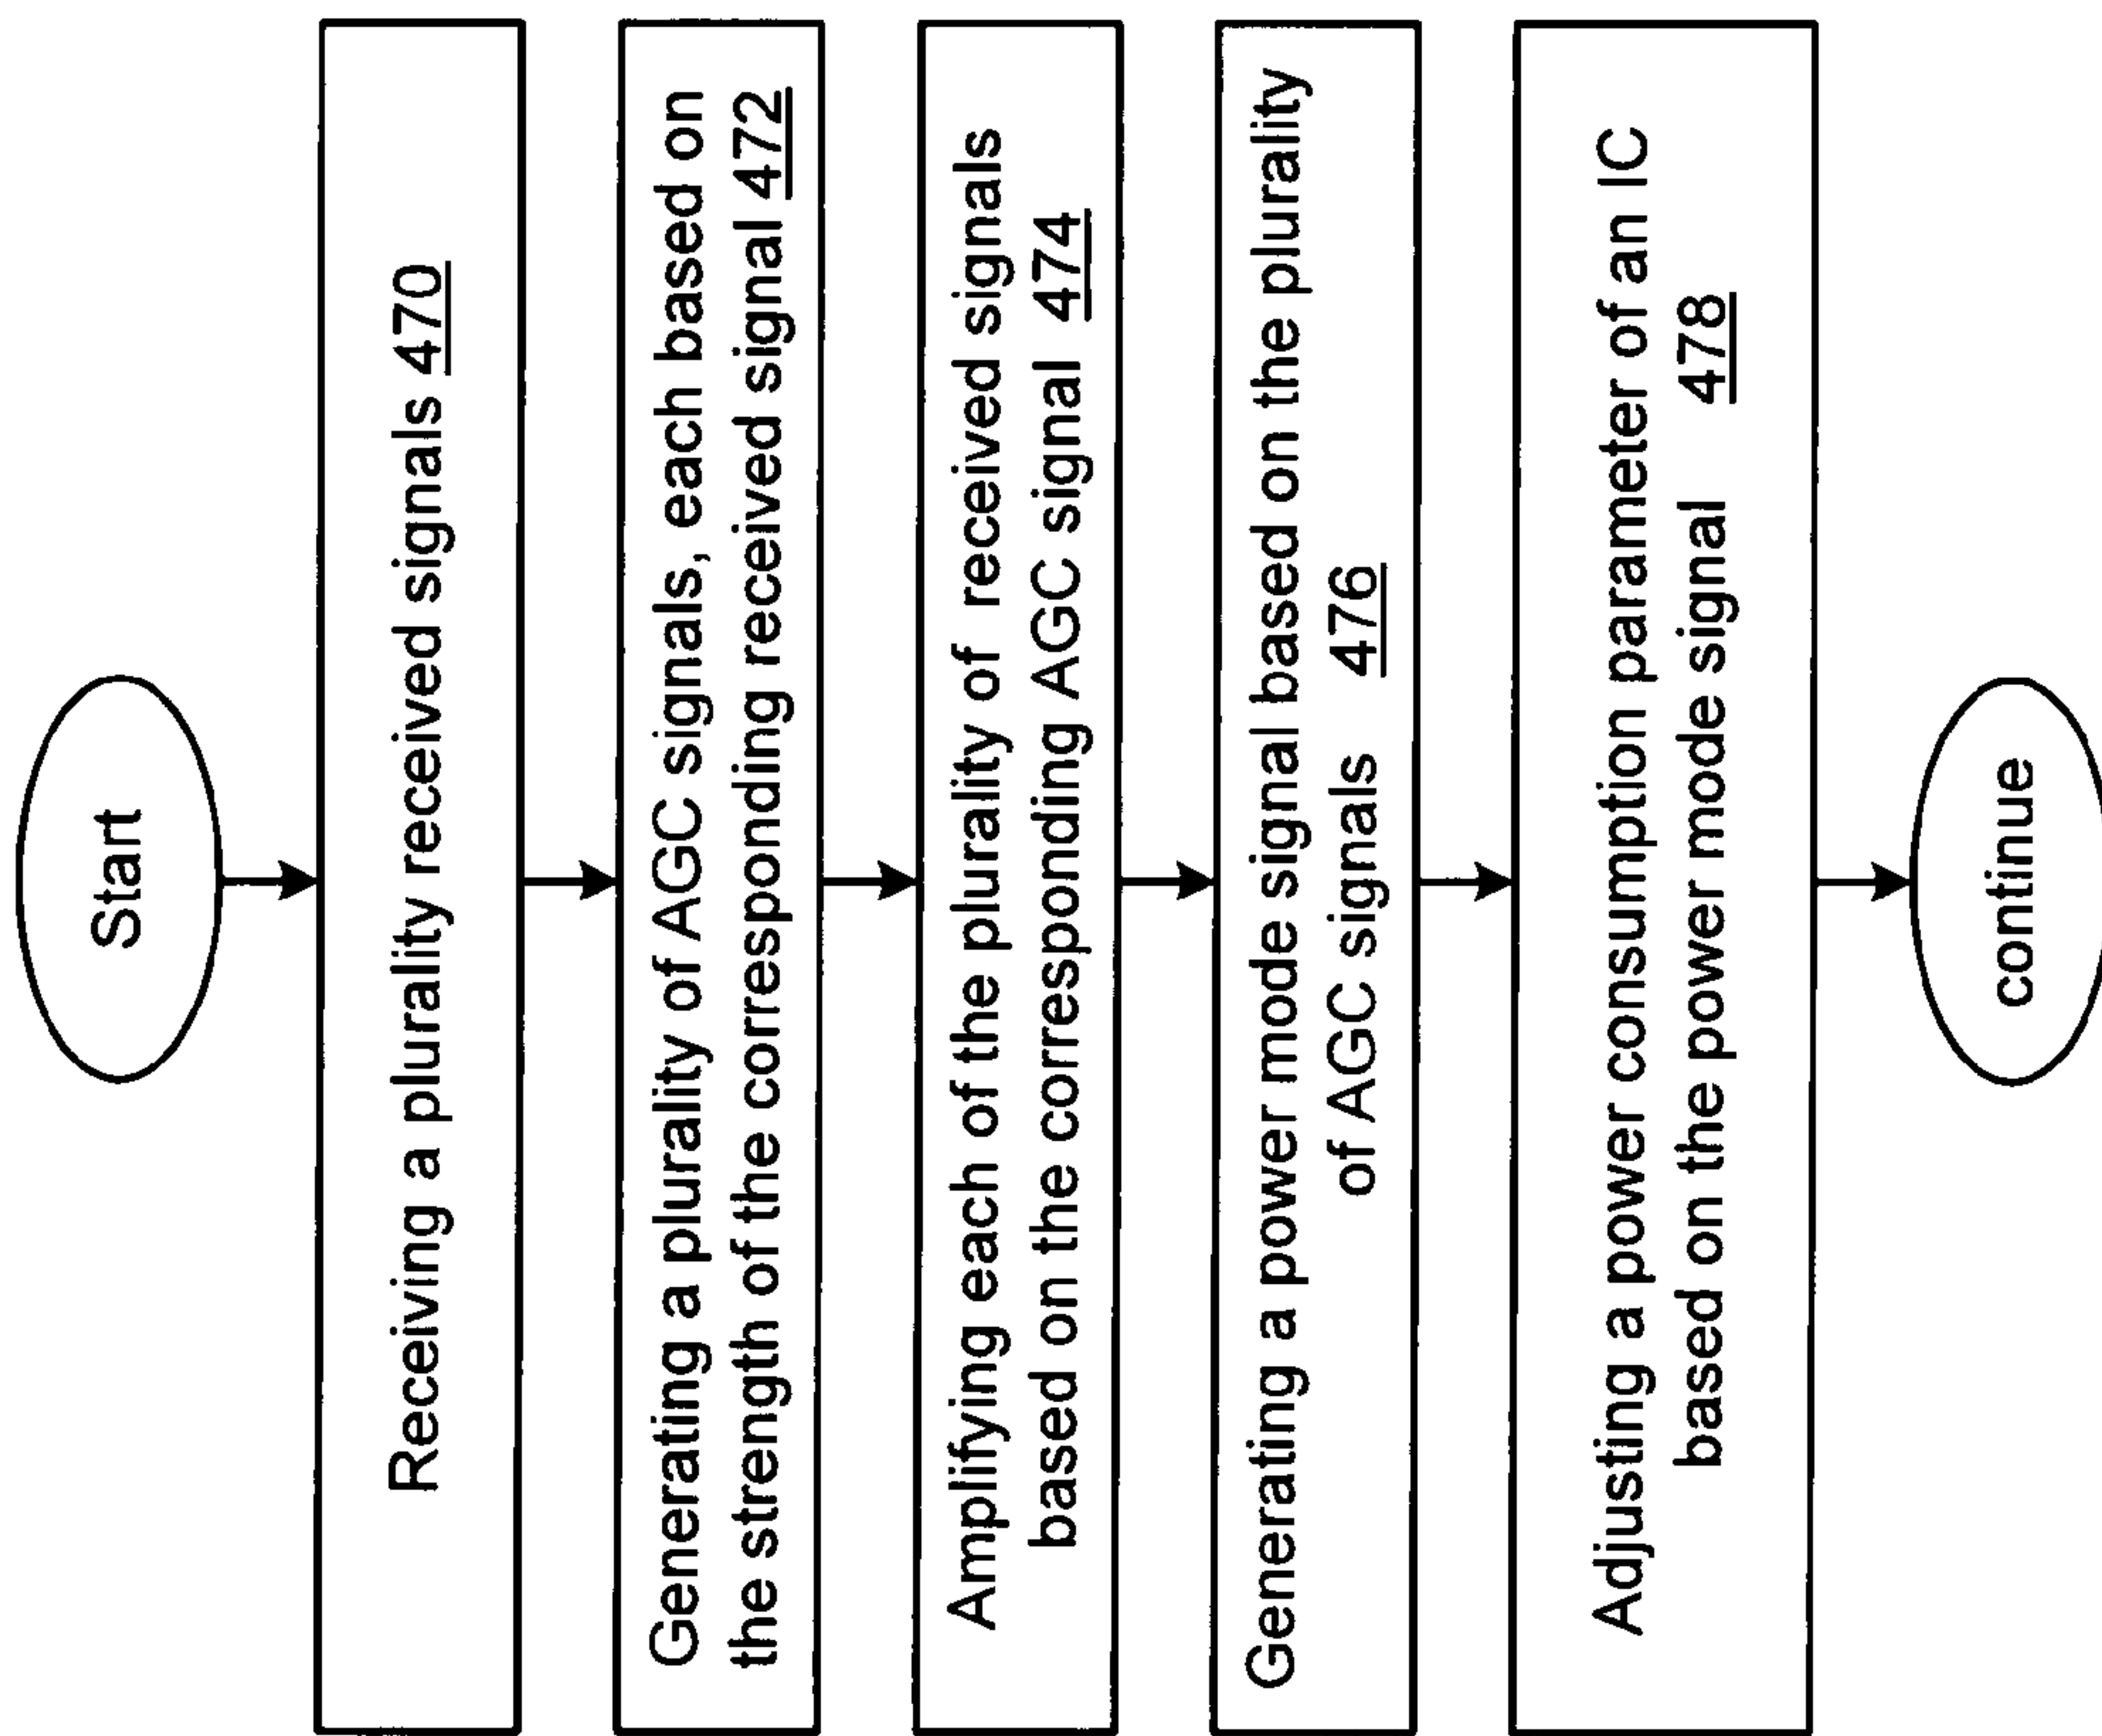 Start
Receiving a plurality received signals 470
Generating a plurality of AGC signals, each based on
the strength of the corresponding received signal 472
Amplifying each of the plurality of received signals
based on the corresponding AGC signal 474
Generating a power mode signal based on the plurality
of AGC signals 476
Adjusting a power consumption parameter of an IC
based on the power mode signal 478
continue